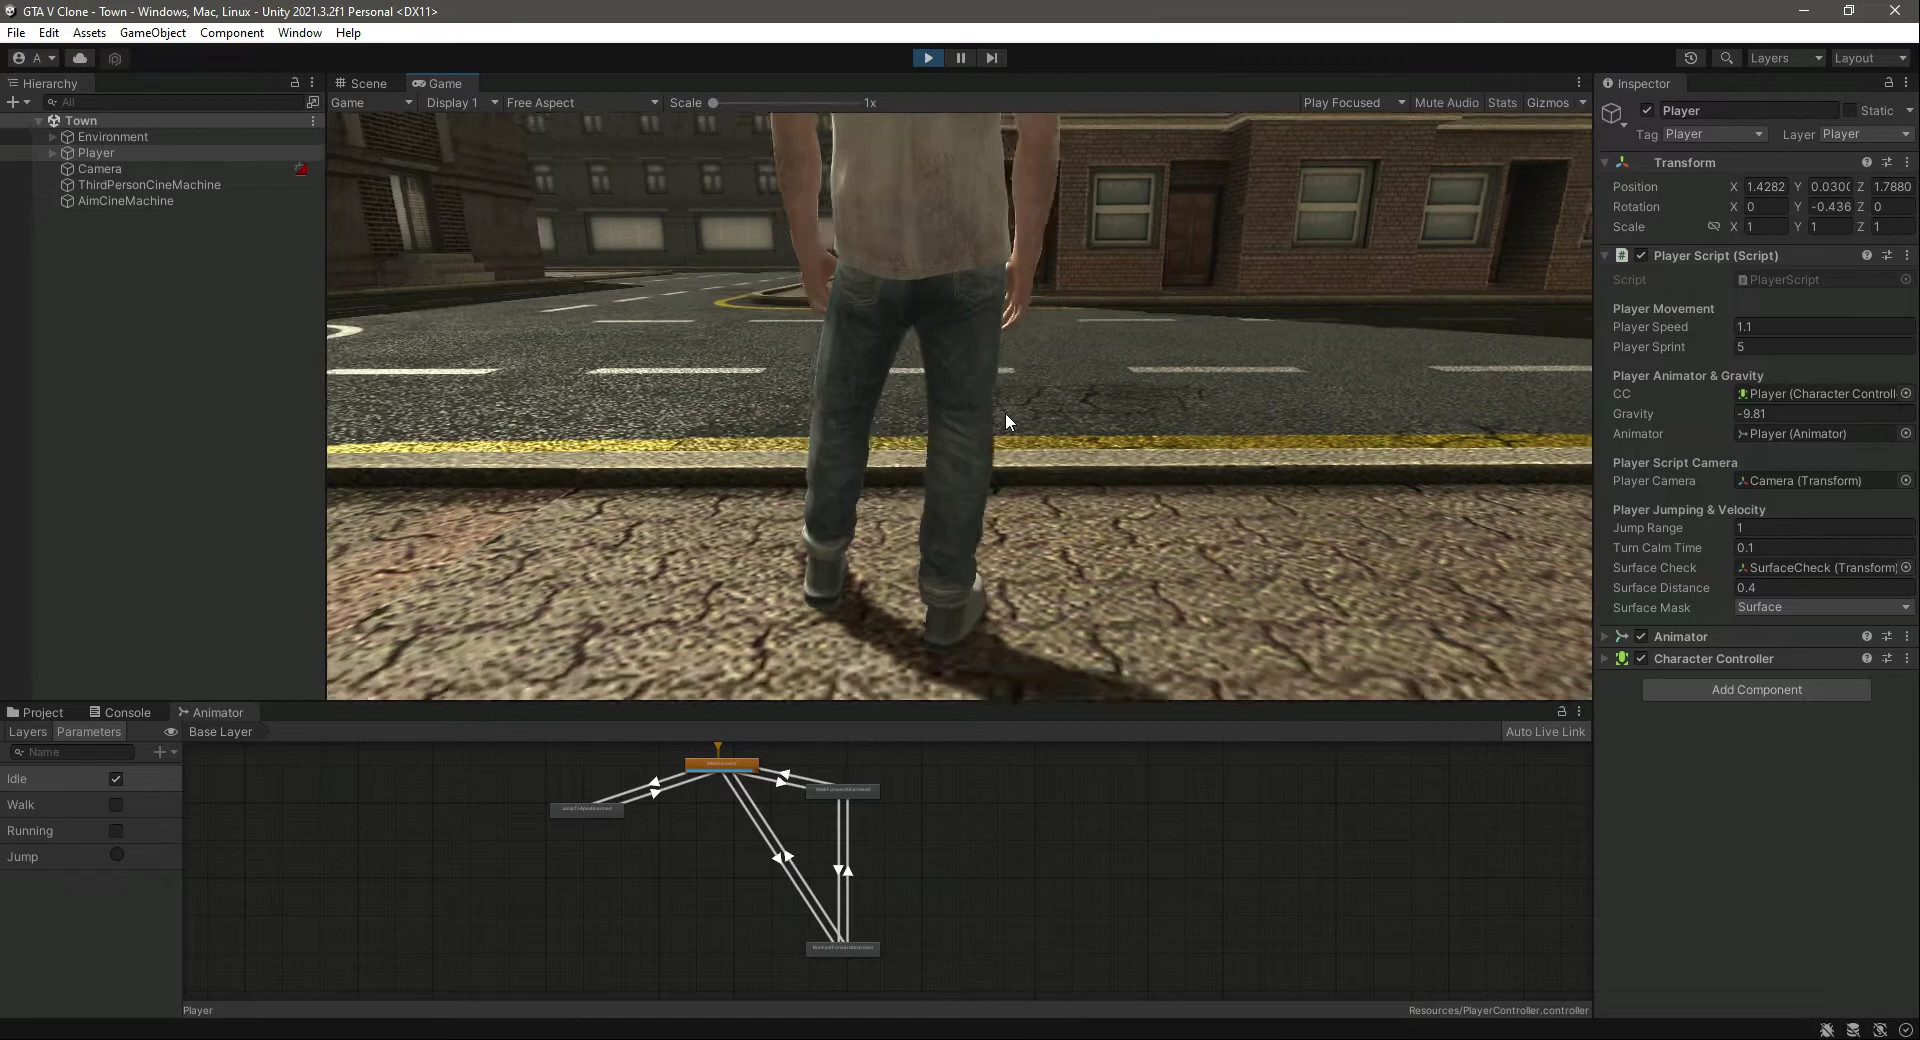 GTA V Clone - Town - Windows, Mac, Linux - Unity 2021.3.2f1 Personal <DX11>
File Edit Assets GameObject Component Window Help
A Layers Layout
Hierarchy
All
Town
Environment
Player
Camera
ThirdPersonCineMachine
AimCineMachine
Scene Game
Game Display 1 Free Aspect Scale 1x Play Focused Mute Audio Stats Gizmos
Inspector
Player Static
Tag Player Layer Player
Transform
Position X 1.4282 Y 0.0300 Z 1.7880
Rotation X 0 Y -0.436 Z 0
Scale X 1 Y 1 Z 1
# Player Script (Script)
Script PlayerScript
Player Movement
Player Speed 1.1
Player Sprint 5
Player Animator & Gravity
CC Player (Character Controll
Gravity -9.81
Animator Player (Animator)
Player Script Camera
Player Camera Camera (Transform)
Player Jumping & Velocity
Jump Range 1
Turn Calm Time 0.1
Surface Check SurfaceCheck (Transform)
Surface Distance 0.4
Surface Mask Surface
Animator
Character Controller
Add Component
Project Console Animator
Layers Parameters Base Layer Auto Live Link
Name
Idle
Walk
Running
Jump
Player Resources/PlayerController.controller